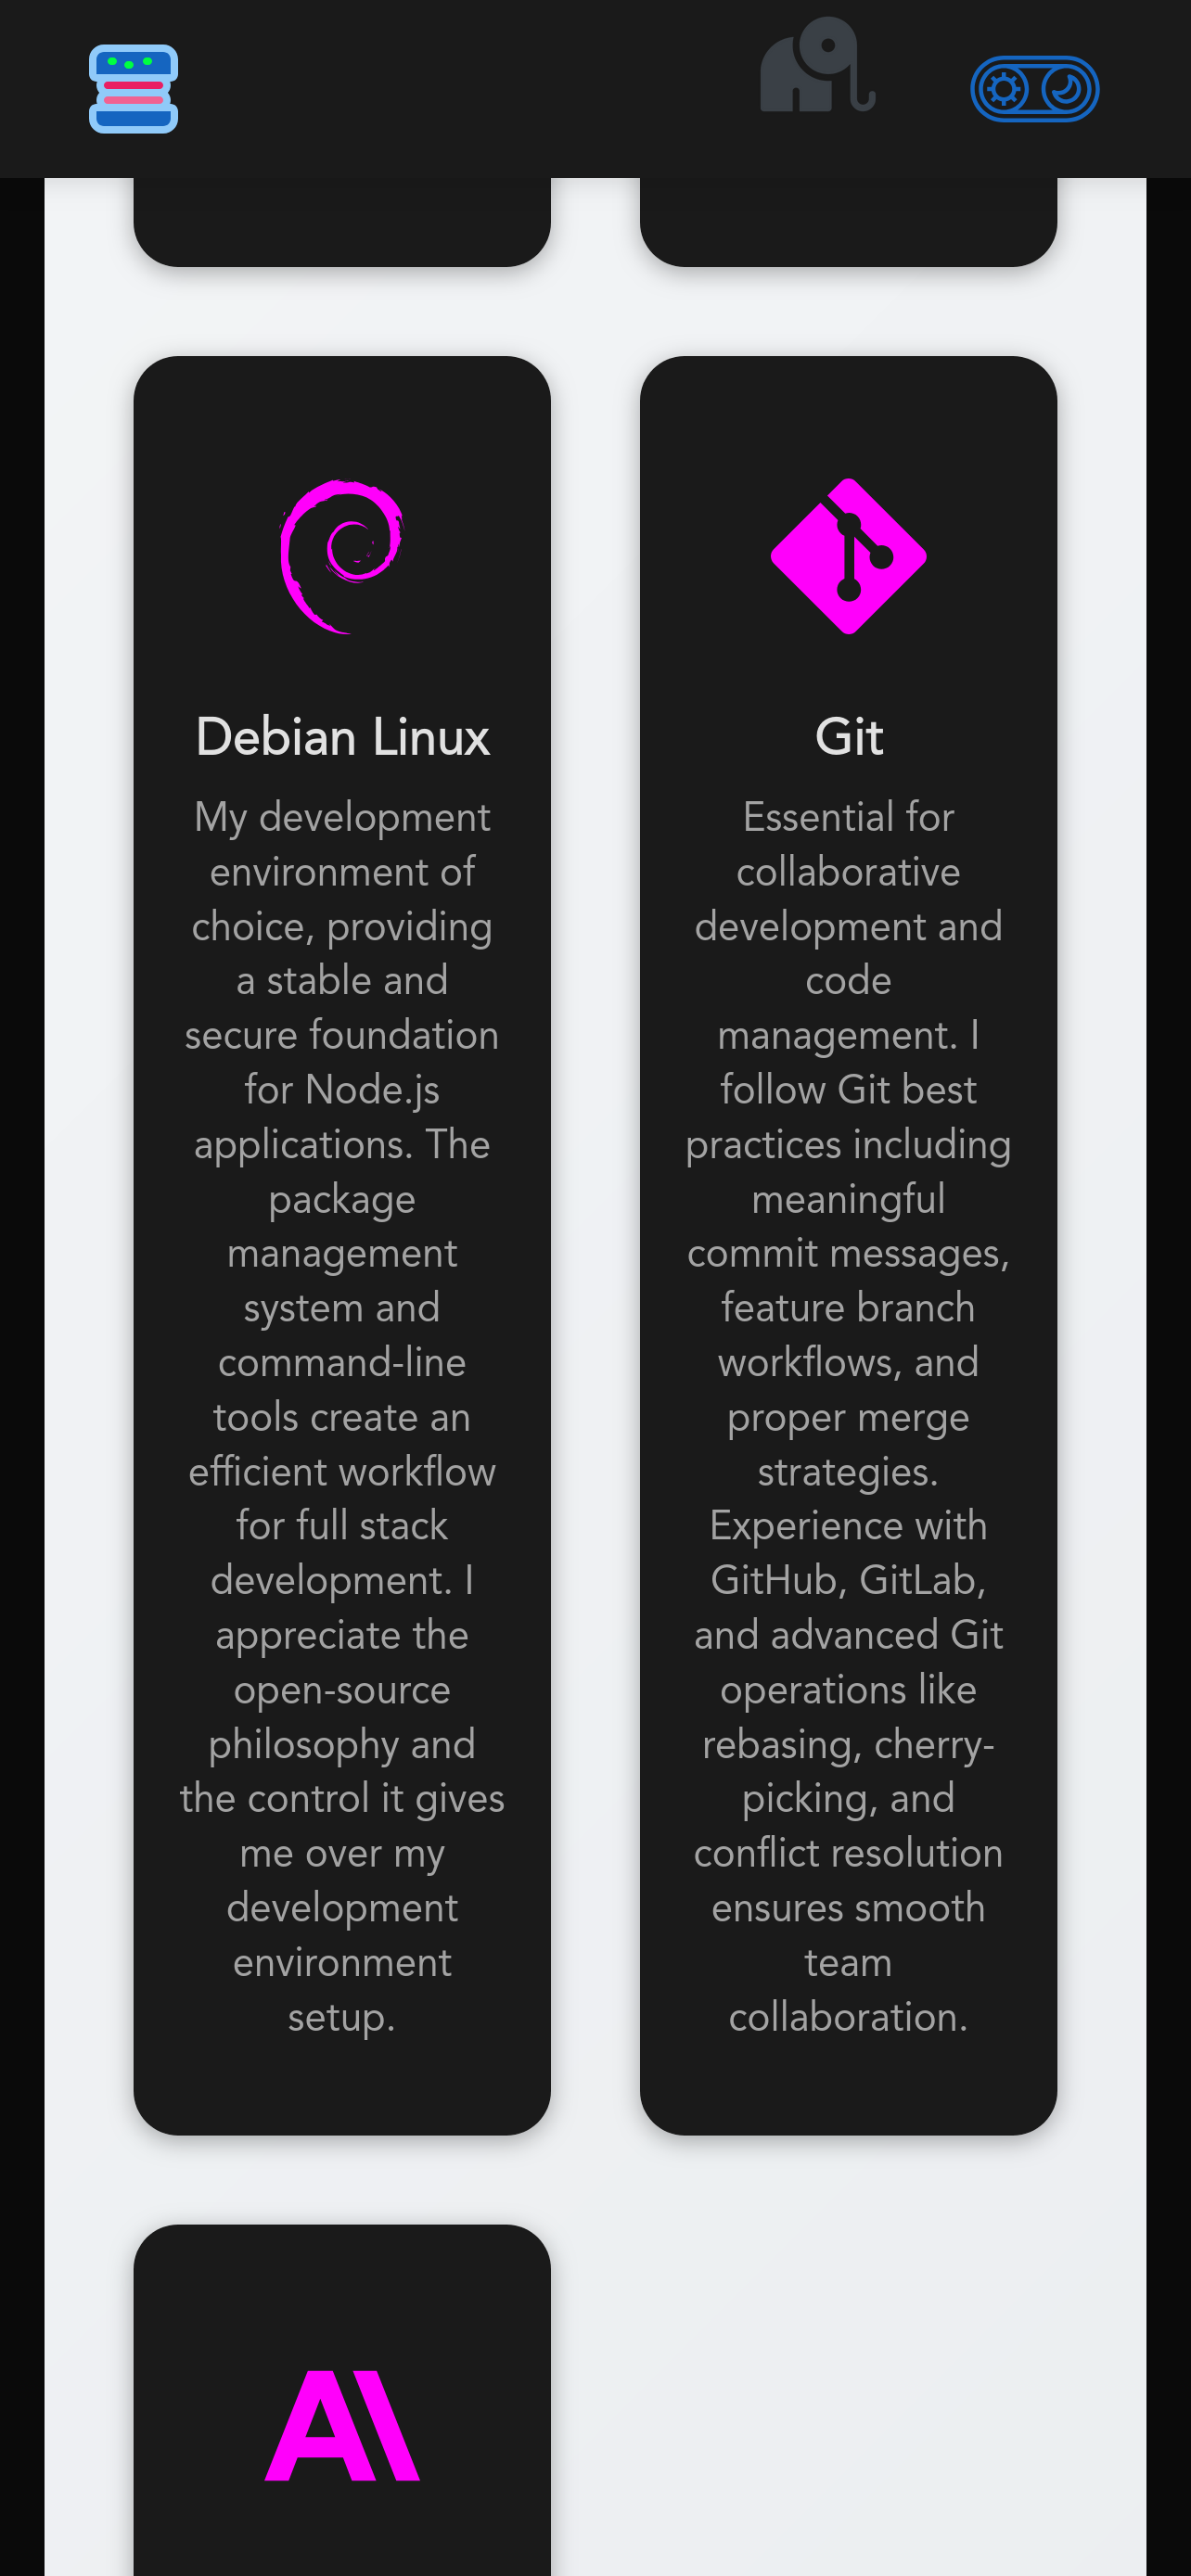 Debian Linux
My development
environment of
choice, providing
a stable and
secure foundation
for Node.js
applications. The
package
management
system and
command-line
tools create an
efficient workflow
for full stack
development. I
appreciate the
open-source
philosophy and
the control it gives
me over my
development
environment
setup.
Git
Essential for
collaborative
development and
code
management. I
follow Git best
practices including
meaningful
commit messages,
feature branch
workflows, and
proper merge
strategies.
Experience with
GitHub, GitLab,
and advanced Git
operations like
rebasing, cherry-
picking, and
conflict resolution
ensures smooth
team
collaboration.
A\